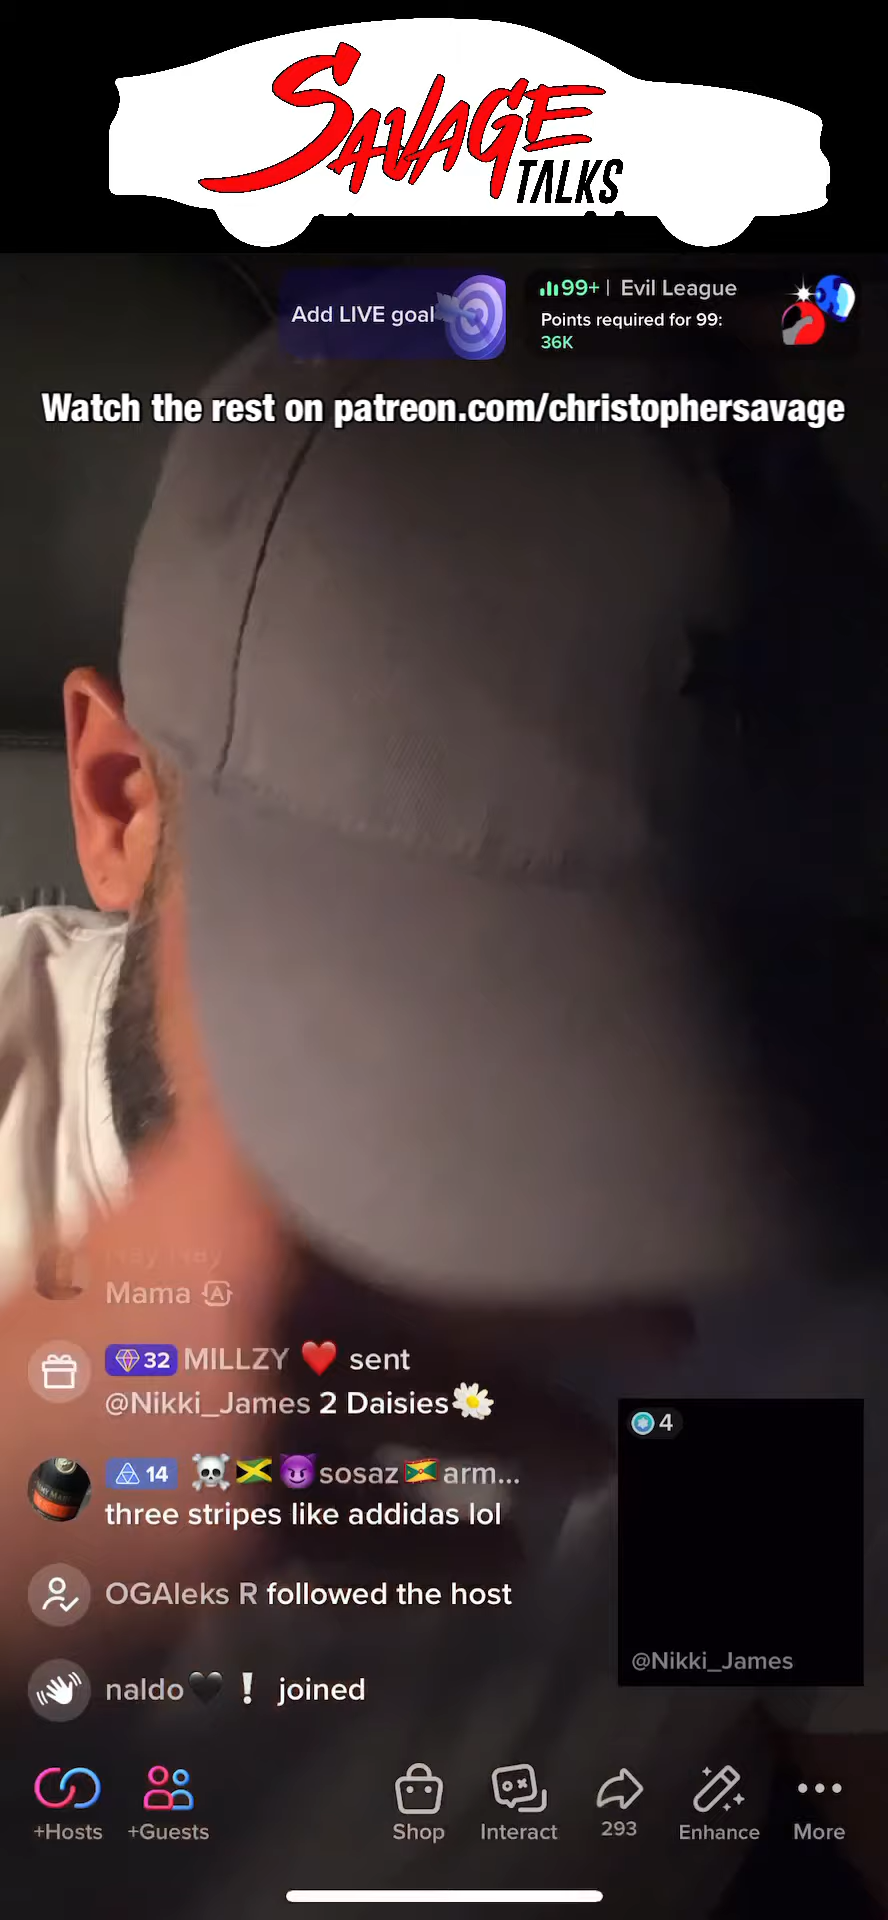 SAVAGE
TALKS
Add LIVE goal
99+ | Evil League
Points required for 99:
36K
Watch the rest on patreon.com/christophersavage
Nay Nay
Mama
32 MILLZY ❤️ sent
@Nikki_James 2 Daisies🌼
14 ☠️🇯🇲😈sosaz🇬🇩arm...
three stripes like addidas lol
OGAleks R followed the host
naldo🖤❕ joined
4
@Nikki_James
+Hosts
+Guests
Shop
Interact
293
Enhance
More